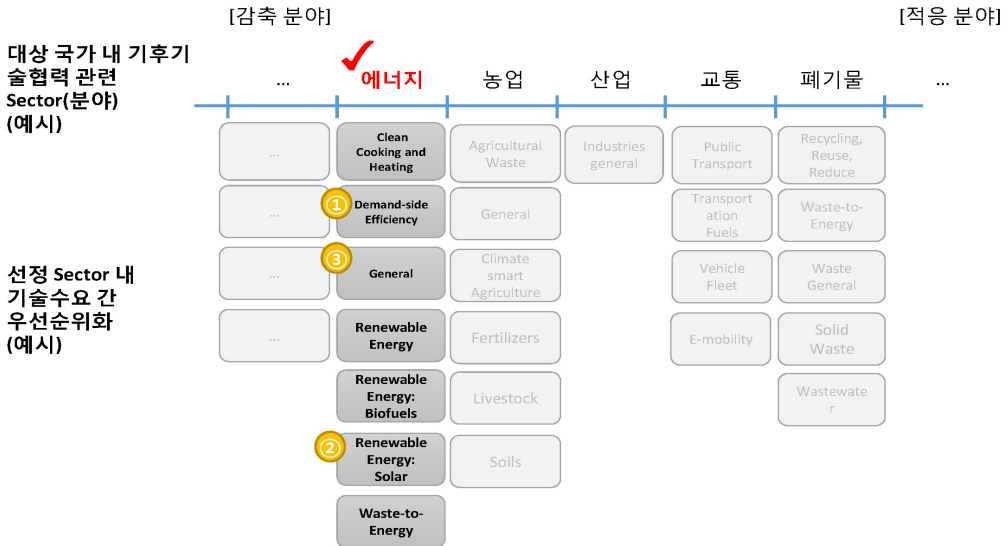 [감축 분야]
[적응 분야]
대상 국가 내 기후기
술협력 관련
Sector(분야)
(예시)
...
에너지
농업
산업
교통
폐기물
...
선정 Sector 내
기술수요 간
우선순위화
(예시)
...
...
...
...
Clean
Cooking and
Heating
①
Demand-side
Efficiency
③
General
Renewable
Energy
Renewable
Energy:
Biofuels
②
Renewable
Energy:
Solar
Waste-to-
Energy
Agricultural
Waste
General
Climate
smart
Agriculture
Fertilizers
Livestock
Soils
Industries
general
Public
Transport
Transport
ation
Fuels
Vehicle
Fleet
E-mobility
Recycling,
Reuse,
Reduce
Waste-to-
Energy
Waste
General
Solid
Waste
Wastewate
r